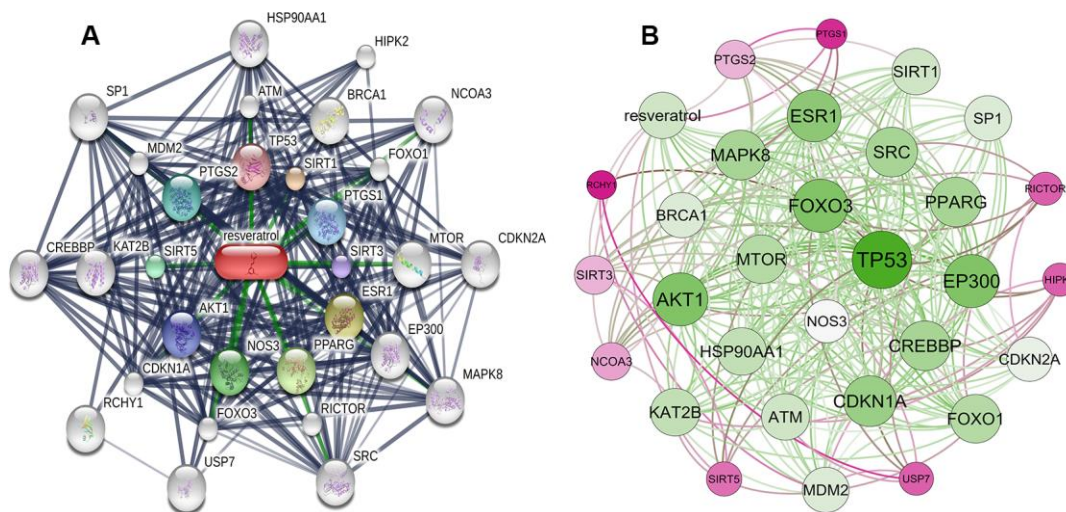 A
HSP90AA1
HIPK2
SP1
ATM
BRCA1
NCOA3
MDM2
TP53
SIRT1
FOXO1
PTGS2
PTGS1
resveratrol
CREBBP
KAT2B
SIRT5
SIRT3
MTOR
CDKN2A
AKT1
ESR1
NOS3
PPARG
EP300
CDKN1A
MAPK8
RCHY1
FOXO3
RICTOR
USP7
SRC
B
PTGS1
PTGS2
SIRT1
resveratrol
ESR1
SP1
MAPK8
SRC
RCHY1
RICTOR
BRCA1
FOXO3
PPARG
SIRT3
MTOR
TP53
HIPK
AKT1
EP300
NOS3
NCOA3
HSP90AA1
CREBBP
CDKN2A
KAT2B
ATM
CDKN1A
FOXO1
SIRT5
MDM2
USP7